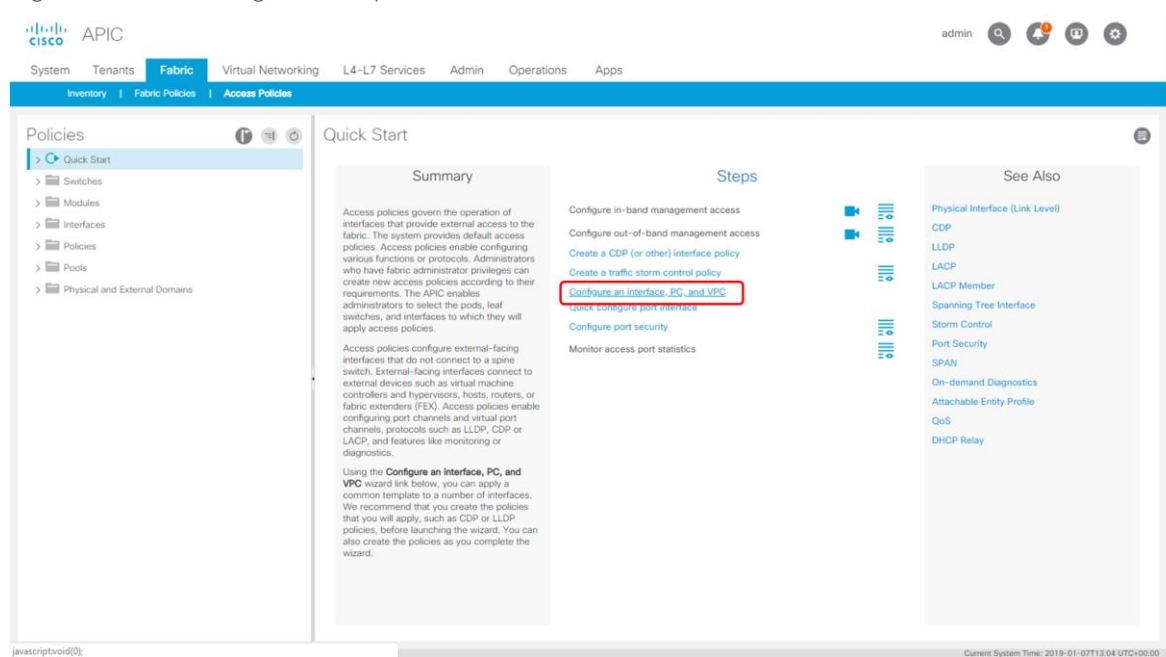 CISCO APIC
admin
1
System Tenants Fabric Virtual Networking L4-L7 Services Admin Operations Apps
Inventory | Fabric Policies | Access Policies
Policies
Quick Start
Switches
Modules
Interfaces
Policies
Pools
Physical and External Domains
Quick Start
Summary
Access policies govern the operation of
interfaces that provide external access to the
fabric. The system provides default access
policies. Access policies enable configuring
various functions or protocols. Administrators
who have fabric administrator privileges can
create new access policies according to their
requirements. The APIC enables
administrators to select the pods, leaf
switches, and interfaces to which they will
apply access policies.
Access policies configure external-facing
interfaces that do not connect to a spine
switch. External-facing interfaces connect to
external devices such as virtual machine
controllers and hypervisors, hosts, routers, or
fabric extenders (FEX). Access policies enable
configuring port channels and virtual port
channels, protocols such as LLDP, CDP or
LACP, and features like monitoring or
diagnostics.
Using the Configure an interface, PC, and
VPC wizard link below, you can apply a
common template to a number of interfaces.
We recommend that you create the policies
that you will apply, such as CDP or LLDP
policies, before launching the wizard. You can
also create the policies as you complete the
wizard.
Steps
Configure in-band management access
Configure out-of-band management access
Create a CDP (or other) interface policy
Create a traffic storm control policy
Configure an interface, PC, and VPC
Quick configure port interface
Configure port security
Monitor access port statistics
See Also
Physical Interface (Link Level)
CDP
LLDP
LACP
LACP Member
Spanning Tree Interface
Storm Control
Port Security
SPAN
On-demand Diagnostics
Attachable Entity Profile
QoS
DHCP Relay
javascript:void(0);
Current System Time: 2019-01-07T13:04 UTC+00:00